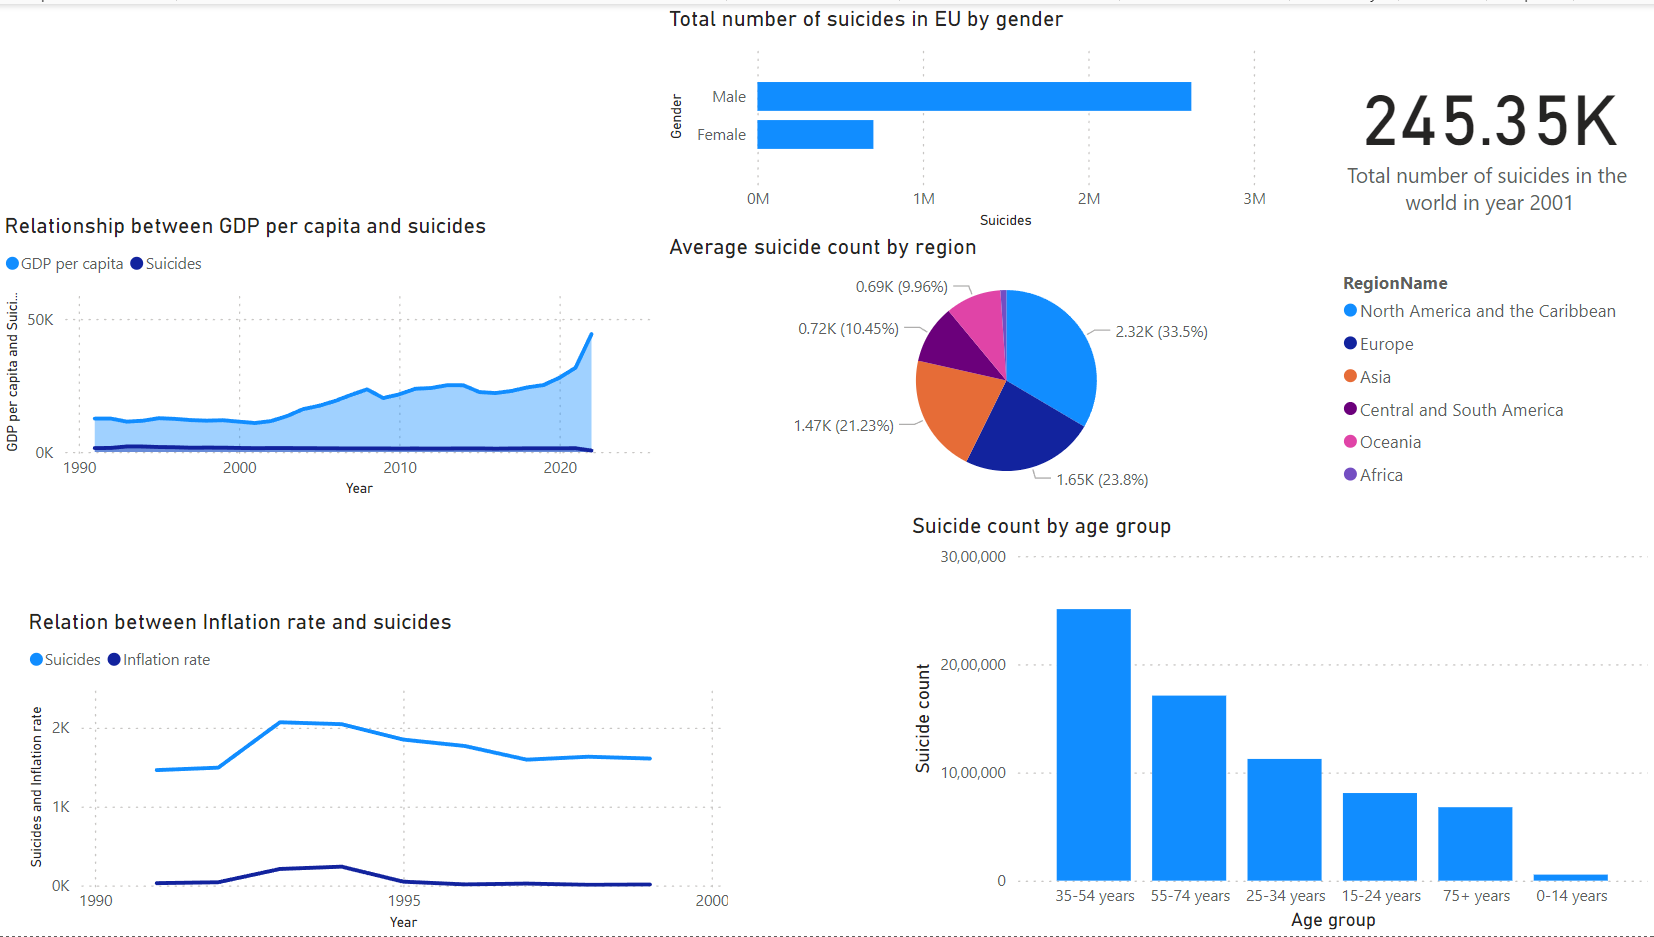 Total number of suicides in EU by gender
Gender
Male
Female
0M
1M
2M
3M
Suicides
245.35K
Total number of suicides in the
world in year 2001
Relationship between GDP per capita and suicides
GDP per capita
Suicides
GDP per capita and Suici...
50K
0K
1990
2000
2010
2020
Year
Average suicide count by region
0.69K (9.96%)
0.72K (10.45%)
1.47K (21.23%)
2.32K (33.5%)
1.65K (23.8%)
RegionName
North America and the Caribbean
Europe
Asia
Central and South America
Oceania
Africa
Relation between Inflation rate and suicides
Suicides
Inflation rate
Suicides and Inflation rate
2K
1K
0K
1990
1995
2000
Year
Suicide count by age group
Suicide count
30,00,000
20,00,000
10,00,000
0
35-54 years
55-74 years
25-34 years
15-24 years
75+ years
0-14 years
Age group